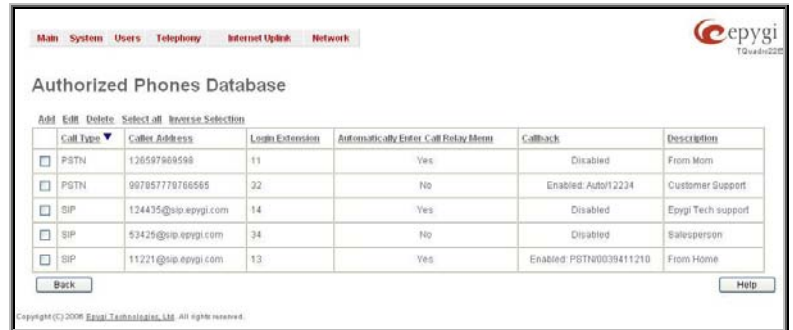 Main System Users Telephony Internet Uplink Network
epygi
Authorized Phones Database
Add Edit Delete Select all Inverse Selection
Call Type Caller Address Login Extension Automatically Enter Call Relay Menu Callback Description
PSTN 126597969598 11 Yes Disabled From Mom
PSTN 997857779766565 32 No Enabled: Auto/12234 Customer Support
SIP 124435@sip.epygi.com 14 Yes Disabled Epygi Tech support
SIP 53425@sip.epygi.com 34 No Disabled Salesperson
SIP 11221@sip.epygi.com 13 Yes Enabled: PSTN/0039411210 From Home
Back Help
Copyright (C) 2006 Epygi Technologies, Ltd. All rights reserved.